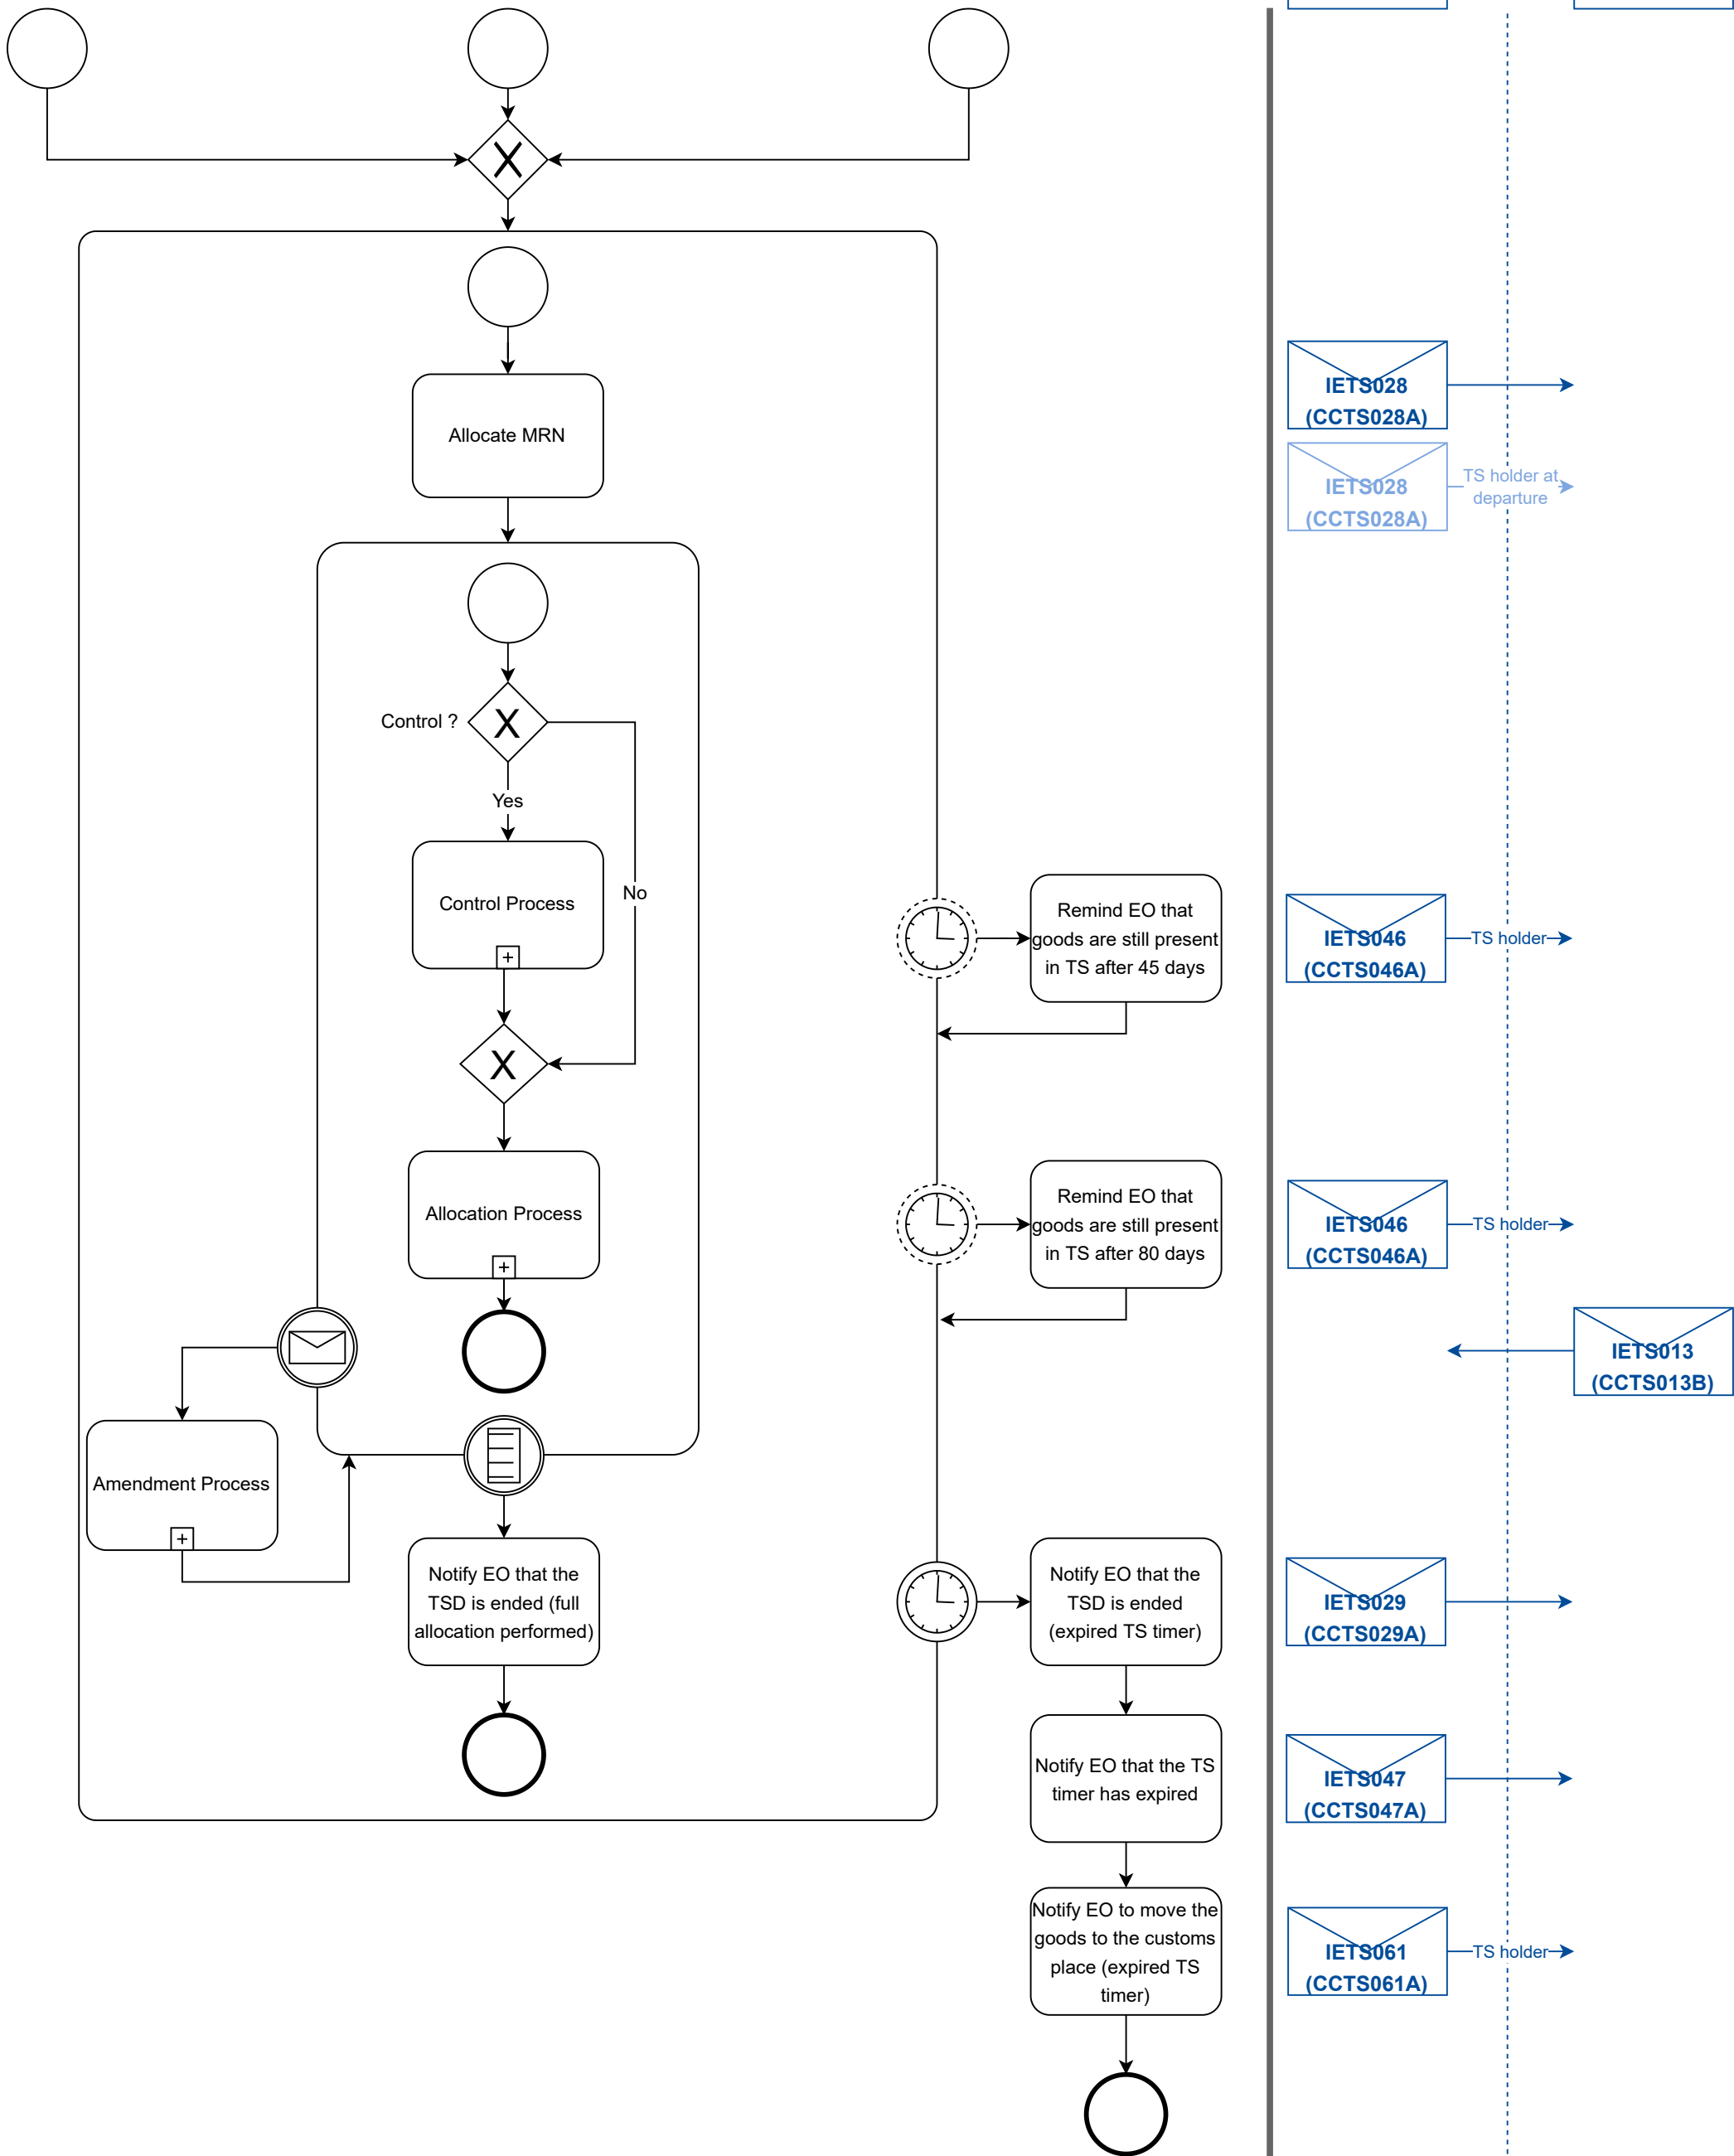 X
Allocate MRN
IETS028
(CCTS028A)
IETS028
(CCTS028A)
TS holder at
departure
Control ?
X
Yes
No
Control Process
X
Allocation Process
Amendment Process
Notify EO that the
TSD is ended (full
allocation performed)
Remind EO that
goods are still present
in TS after 45 days
IETS046
(CCTS046A)
TS holder
Remind EO that
goods are still present
in TS after 80 days
IETS046
(CCTS046A)
TS holder
IETS013
(CCTS013B)
Notify EO that the
TSD is ended
(expired TS timer)
IETS029
(CCTS029A)
Notify EO that the TS
timer has expired
IETS047
(CCTS047A)
Notify EO to move the
goods to the customs
place (expired TS
timer)
IETS061
(CCTS061A)
TS holder